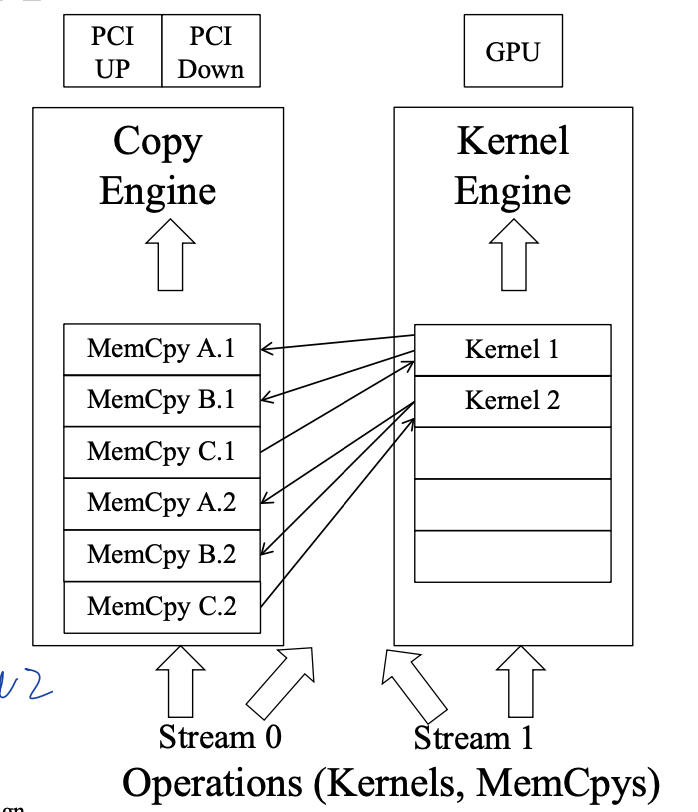 PCI
UP
PCI
Down
GPU
Copy
Engine
Kernel
Engine
MemCpy A.1
MemCpy B.1
MemCpy C.1
MemCpy A.2
MemCpy B.2
MemCpy C.2
Kernel 1
Kernel 2
Stream 0
Stream 1
Operations (Kernels, MemCpys)